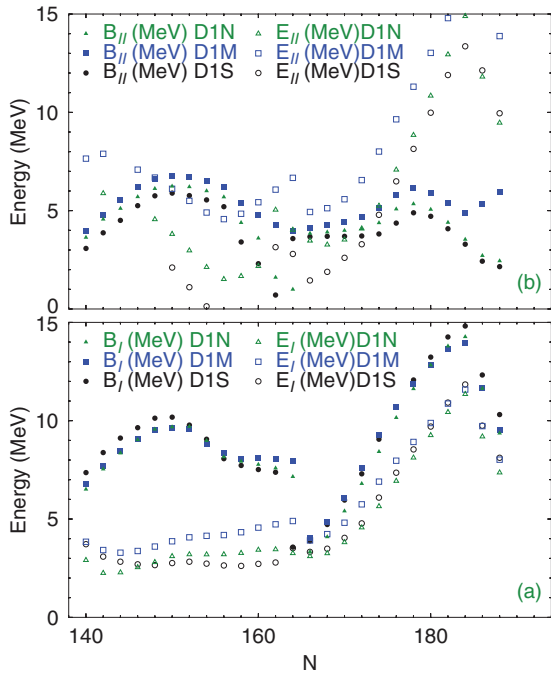 15
B_II (MeV) D1N E_II (MeV) D1N
B_II (MeV) D1M E_II (MeV) D1M
B_II (MeV) D1S E_II (MeV)D1S
10
Energy (MeV)
5
0
(b)
15
B_I (MeV) D1N E_I (MeV) D1N
B_I (MeV) D1M E_I (MeV) D1M
B_I (MeV) D1S E_I (MeV)D1S
10
Energy (MeV)
5
(a)
0
140 160 180
N